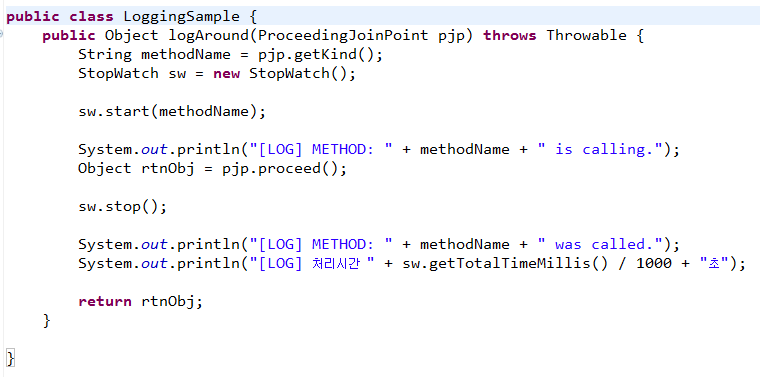 public class LoggingSample {
    public Object logAround(ProceedingJoinPoint pjp) throws Throwable {
        String methodName = pjp.getKind();
        StopWatch sw = new StopWatch();

        sw.start(methodName);

        System.out.println("[LOG] METHOD: " + methodName + " is calling.");
        Object rtnObj = pjp.proceed();

        sw.stop();

        System.out.println("[LOG] METHOD: " + methodName + " was called.");
        System.out.println("[LOG] 처리시간 " + sw.getTotalTimeMillis() / 1000 + "초");

        return rtnObj;
    }

}